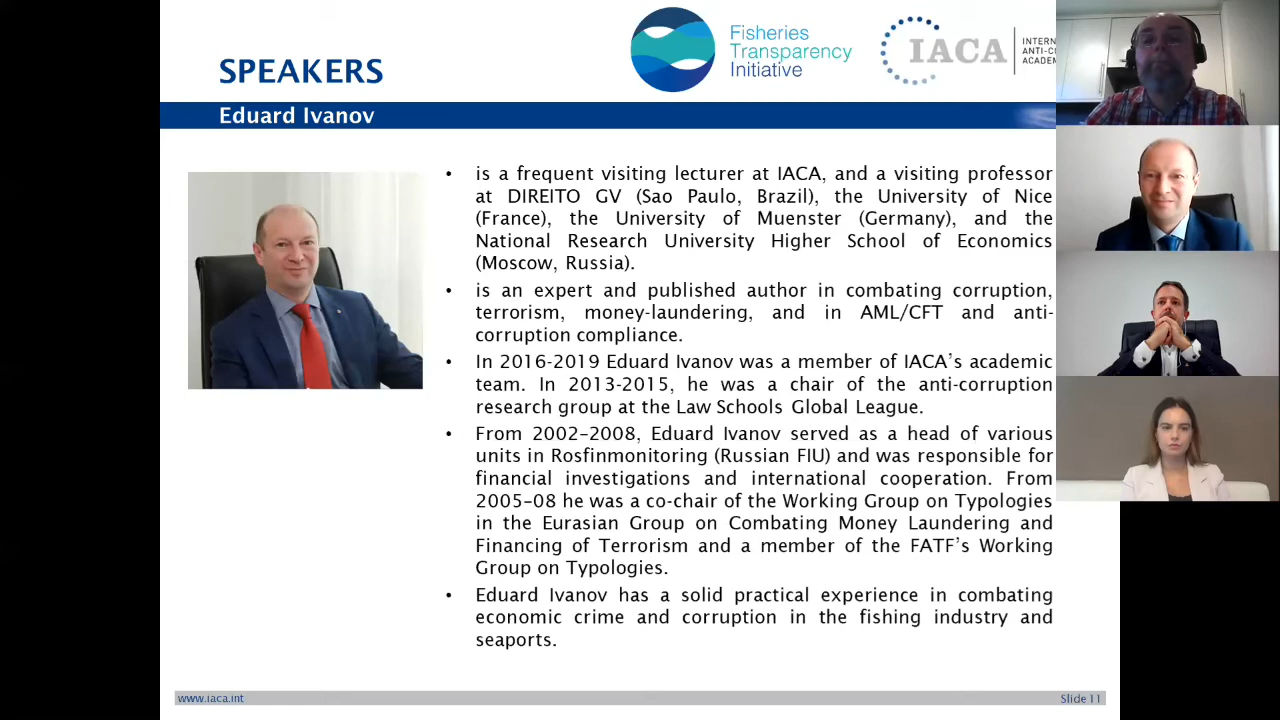 SPEAKERS
Fisheries
Transparency
Initiative
IACA
INTERN
ANTI-C
ACADEM
Eduard Ivanov
• is a frequent visiting lecturer at IACA, and a visiting professor
at DIREITO GV (Sao Paulo, Brazil), the University of Nice
(France), the University of Muenster (Germany), and the
National Research University Higher School of Economics
(Moscow, Russia).
• is an expert and published author in combating corruption,
terrorism, money-laundering, and in AML/CFT and anti-
corruption compliance.
• In 2016-2019 Eduard Ivanov was a member of IACA's academic
team. In 2013-2015, he was a chair of the anti-corruption
research group at the Law Schools Global League.
• From 2002–2008, Eduard Ivanov served as a head of various
units in Rosfinmonitoring (Russian FIU) and was responsible for
financial investigations and international cooperation. From
2005–08 he was a co-chair of the Working Group on Typologies
in the Eurasian Group on Combating Money Laundering and
Financing of Terrorism and a member of the FATF's Working
Group on Typologies.
• Eduard Ivanov has a solid practical experience in combating
economic crime and corruption in the fishing industry and
seaports.
www.iaca.int
Slide 11